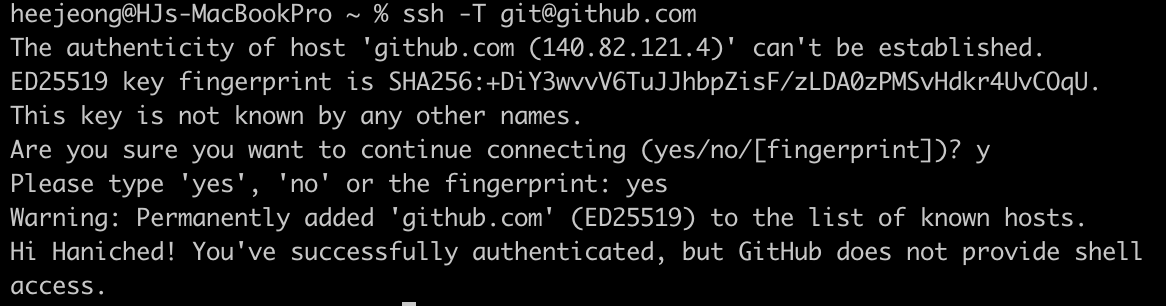 heejeong@HJs-MacBookPro ~ % ssh -T git@github.com
The authenticity of host 'github.com (140.82.121.4)' can't be established.
ED25519 key fingerprint is SHA256:+DiY3wvvV6TuJJhbpZisF/zLDA0zPMSvHdkr4UvCOqU.
This key is not known by any other names.
Are you sure you want to continue connecting (yes/no/[fingerprint])? y
Please type 'yes', 'no' or the fingerprint: yes
Warning: Permanently added 'github.com' (ED25519) to the list of known hosts.
Hi Haniched! You've successfully authenticated, but GitHub does not provide shell
access.